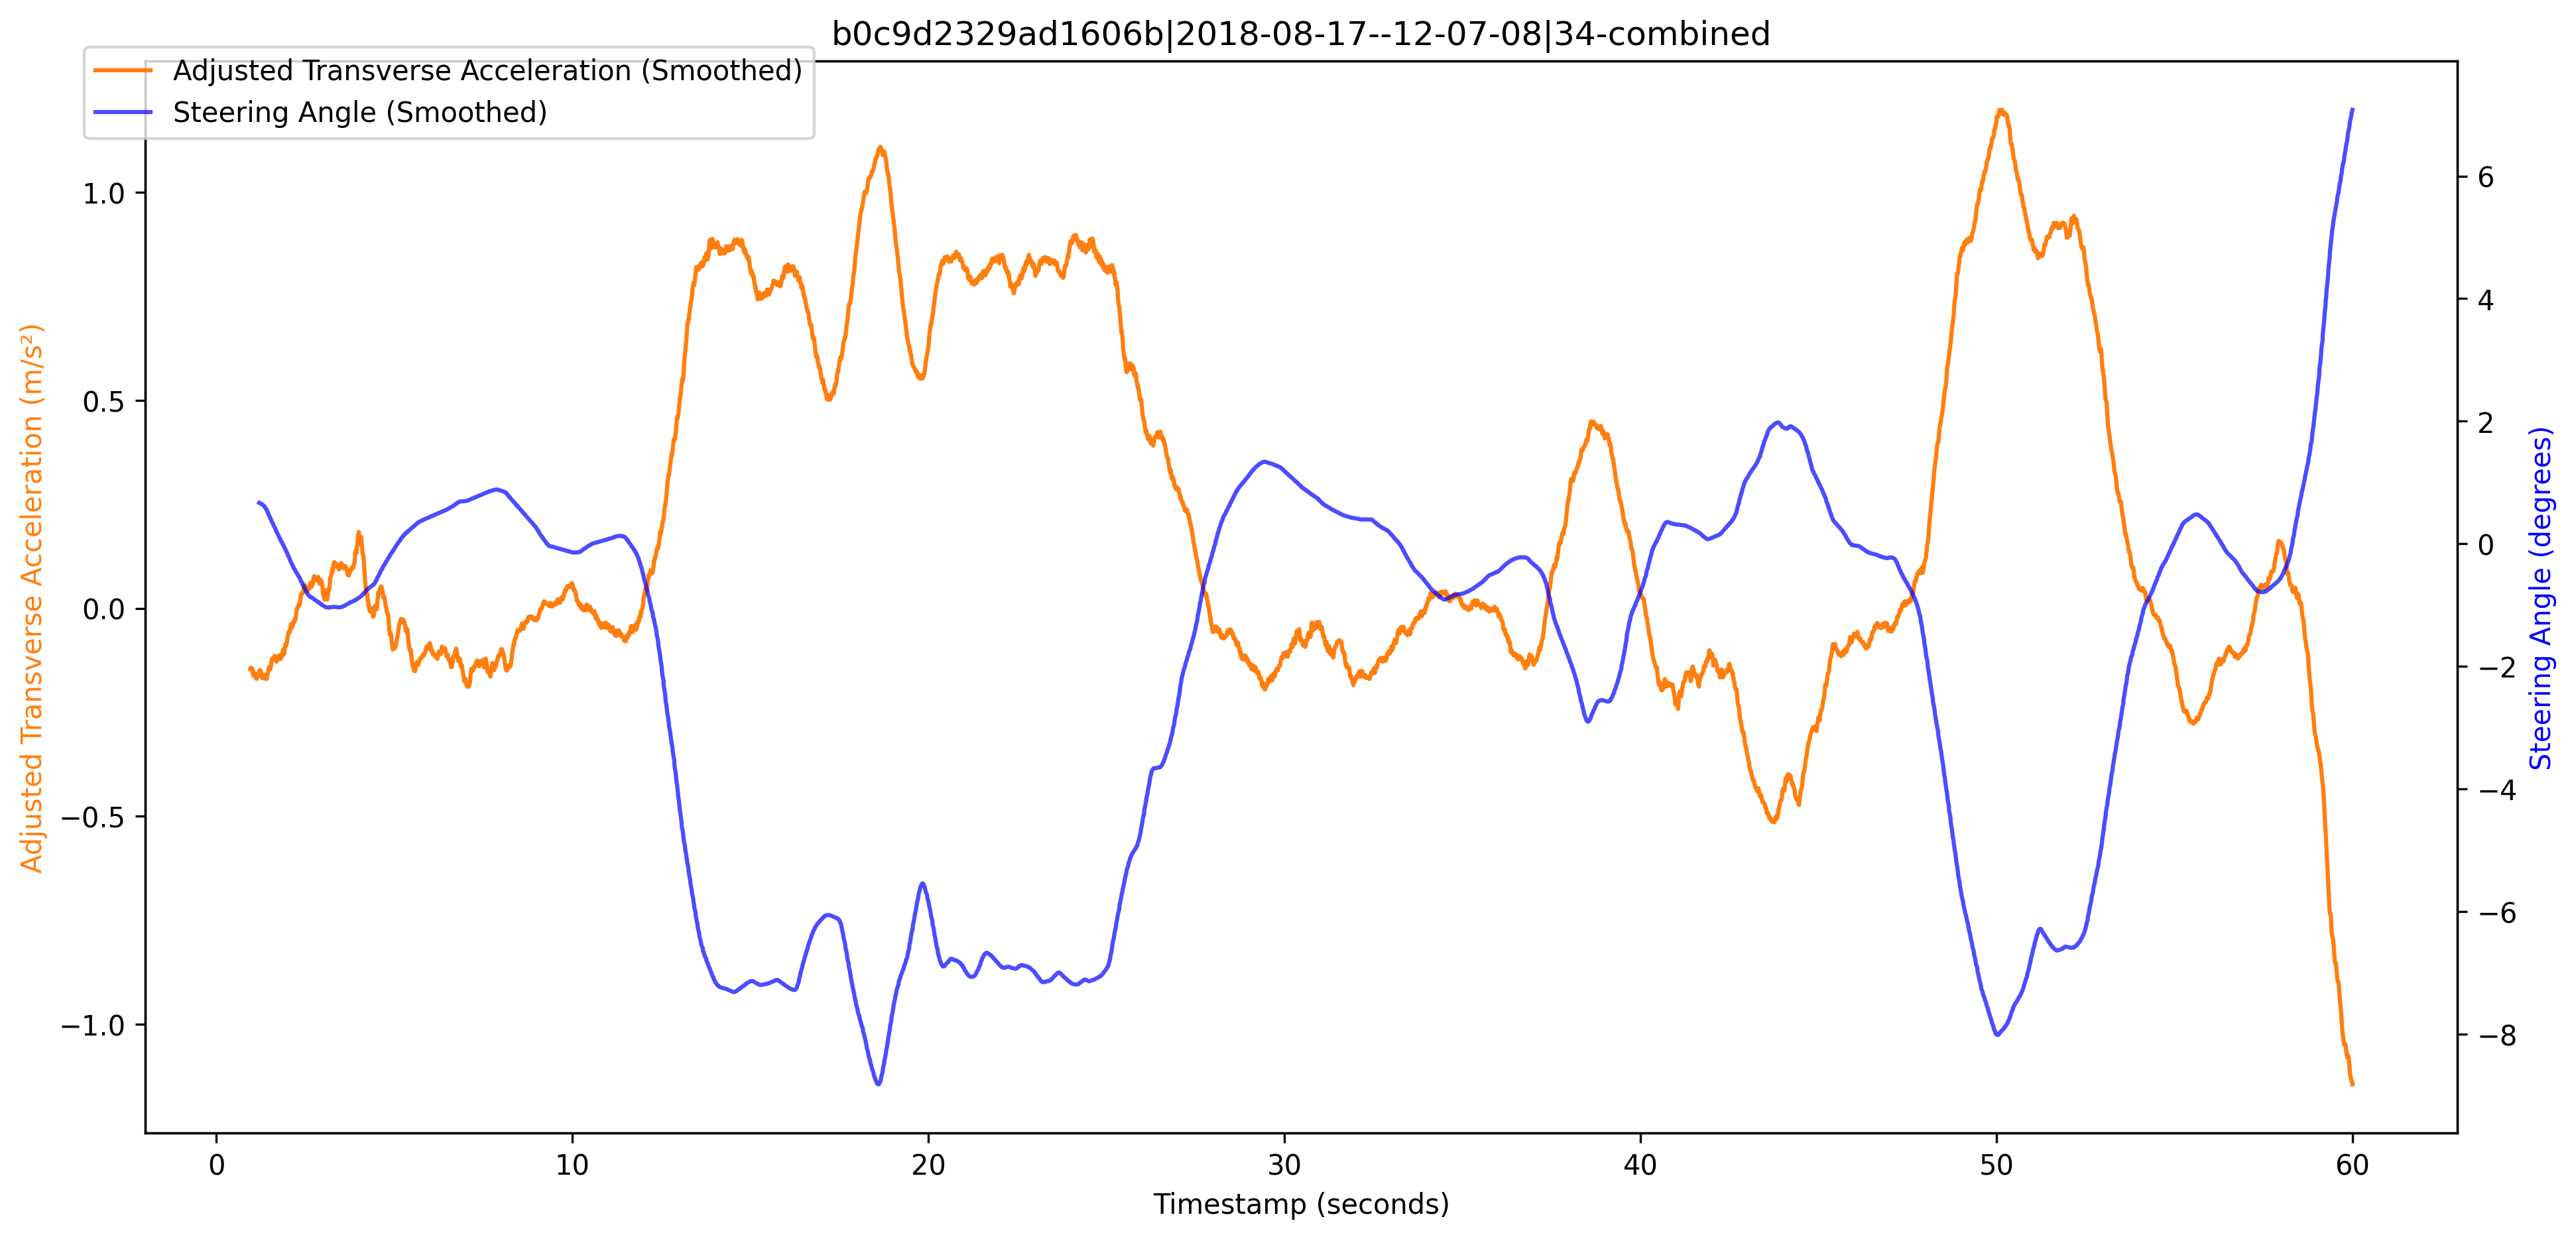 b0c9d2329ad1606b|2018-08-17--12-07-08|34-combined
Adjusted Transverse Acceleration (Smoothed)
Steering Angle (Smoothed)
Adjusted Transverse Acceleration (m/s²)
1.0
0.5
0.0
−0.5
−1.0
6
4
2
0
−2
−4
−6
−8
Steering Angle (degrees)
0 10 20 30 40 50 60
Timestamp (seconds)